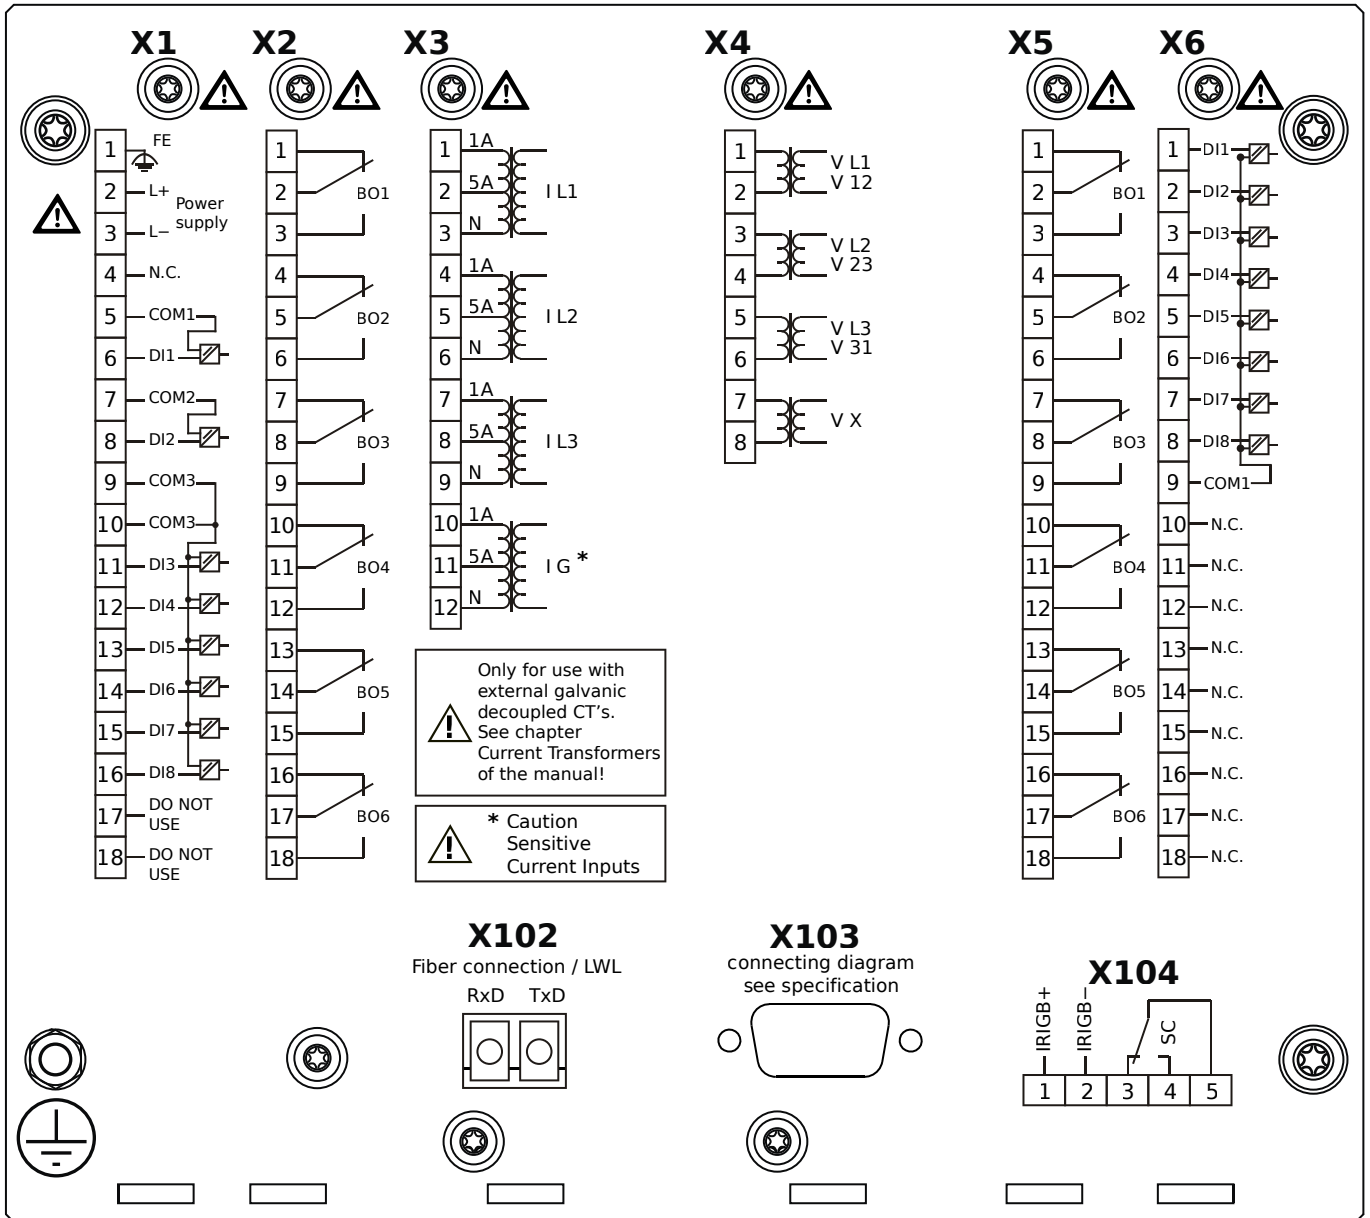 X1
X2
X3
X4
X5
X6
1 FE
2 L+
Power
supply
3 L−
4 N.C.
5 COM1
6 DI1
7 COM2
8 DI2
9 COM3
10 COM3
11 DI3
12 DI4
13 DI5
14 DI6
15 DI7
16 DI8
17 DO NOT
USE
18 DO NOT
USE
1
2 BO1
3
4
5 BO2
6
7
8 BO3
9
10
11 BO4
12
13
14 BO5
15
16
17 BO6
18
1 1A
2 5A I L1
3 N
4 1A
5 5A I L2
6 N
7 1A
8 5A I L3
9 N
10 1A
11 5A I G *
12 N
Only for use with
external galvanic
decoupled CT's.
See chapter
Current Transformers
of the manual!
* Caution
Sensitive
Current Inputs
1 V L1
2 V 12
3 V L2
4 V 23
5 V L3
6 V 31
7 V X
8
1
2 BO1
3
4
5 BO2
6
7
8 BO3
9
10
11 BO4
12
13
14 BO5
15
16
17 BO6
18
1 DI1
2 DI2
3 DI3
4 DI4
5 DI5
6 DI6
7 DI7
8 DI8
9 COM1
10 N.C.
11 N.C.
12 N.C.
13 N.C.
14 N.C.
15 N.C.
16 N.C.
17 N.C.
18 N.C.
X102
Fiber connection / LWL
RxD TxD
X103
connecting diagram
see specification
X104
IRIGB+
IRIGB−
SC
1 2 3 4 5